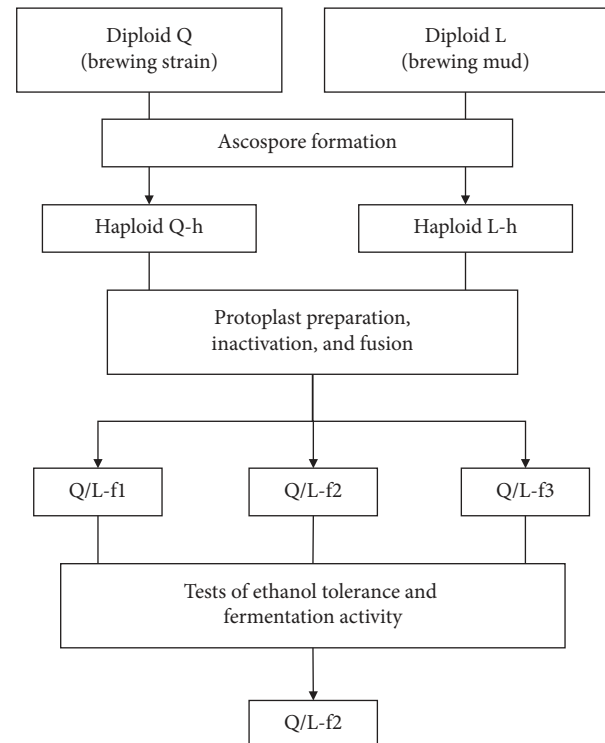 Diploid Q
(brewing strain)
Diploid L
(brewing mud)
Ascospore formation
Haploid Q-h
Haploid L-h
Protoplast preparation,
inactivation, and fusion
Q/L-f1
Q/L-f2
Q/L-f3
Tests of ethanol tolerance and
fermentation activity
Q/L-f2